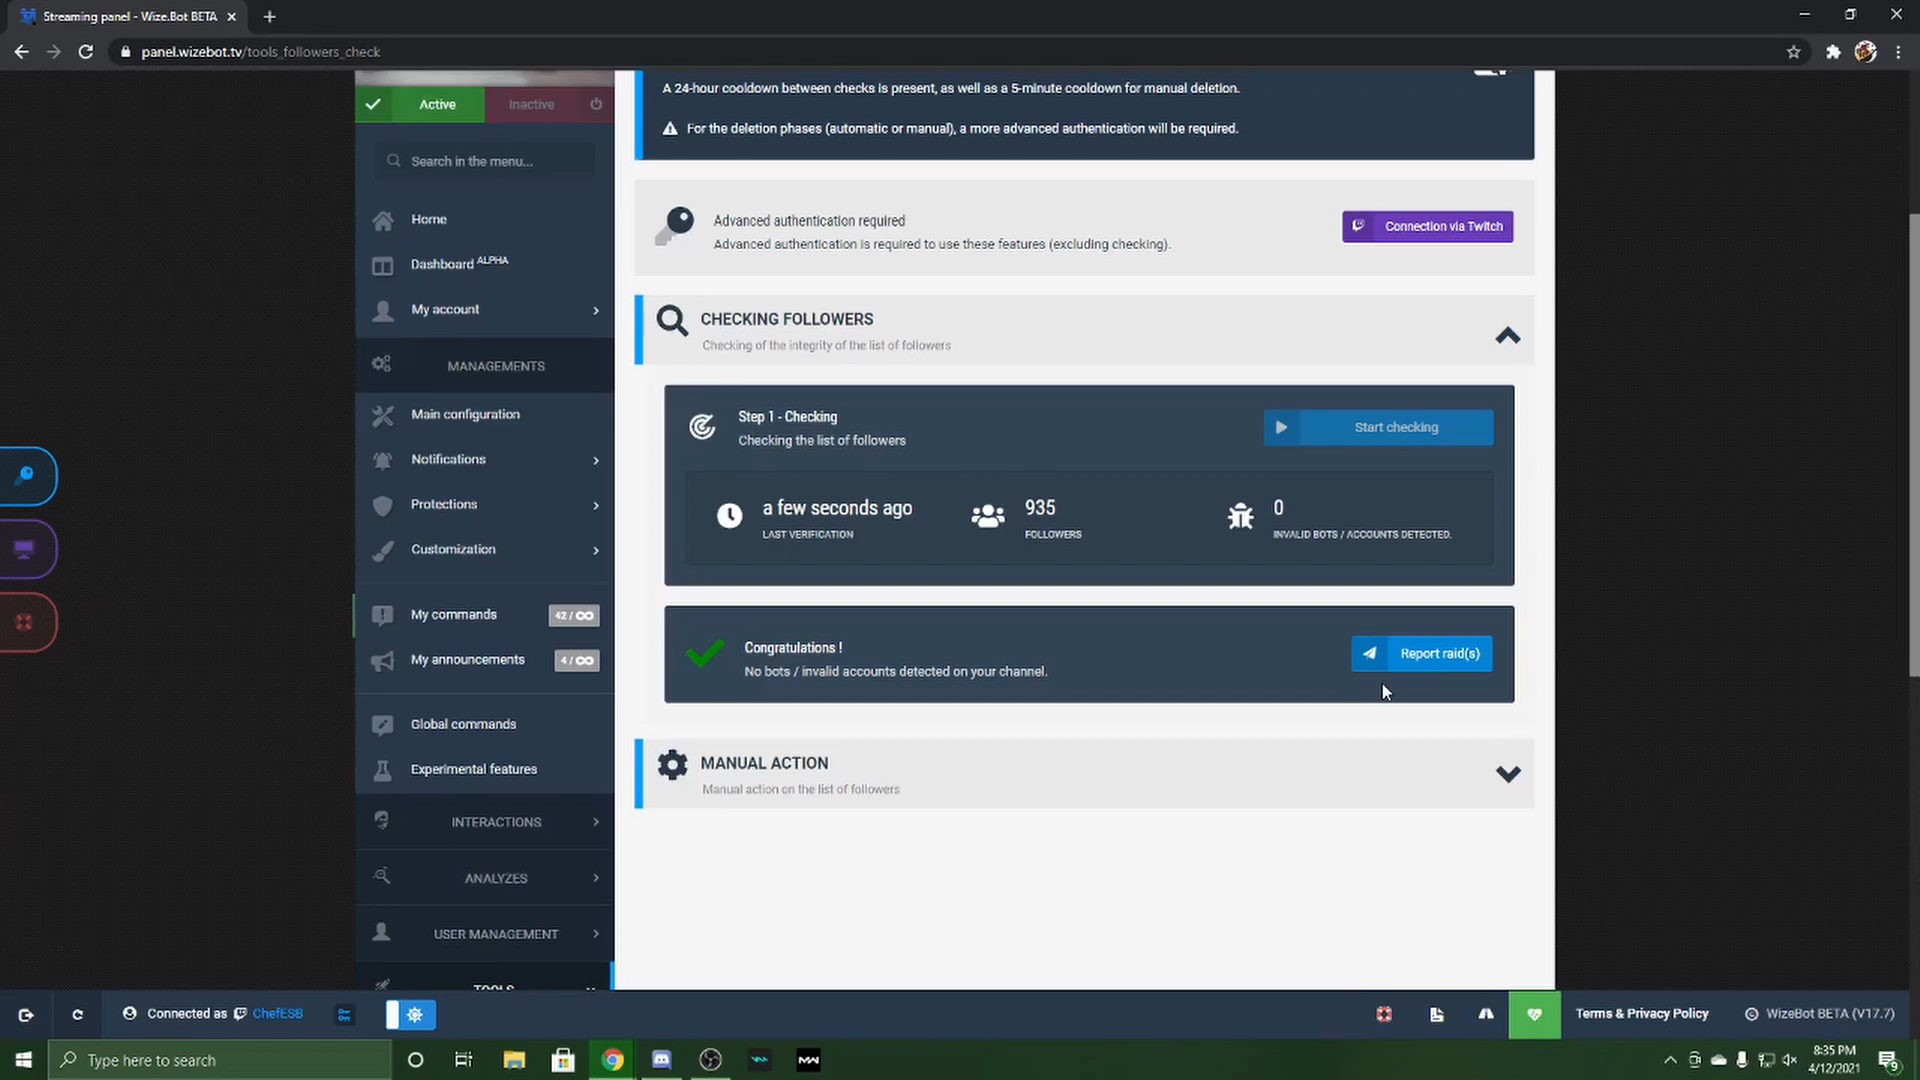 Streaming panel - Wize.Bot BETA
panel.wizebot.tv/tools_followers_check
Active
Inactive
Search in the menu...
Home
Dashboard ALPHA
My account
MANAGEMENTS
Main configuration
Notifications
Protections
Customization
My commands
42 / ∞
My announcements
4 / ∞
Global commands
Experimental features
INTERACTIONS
ANALYZES
USER MANAGEMENT
TOOLS
A 24-hour cooldown between checks is present, as well as a 5-minute cooldown for manual deletion.
For the deletion phases (automatic or manual), a more advanced authentication will be required.
Advanced authentication required
Advanced authentication is required to use these features (excluding checking).
Connection via Twitch
CHECKING FOLLOWERS
Checking of the integrity of the list of followers
Step 1 - Checking
Checking the list of followers
Start checking
a few seconds ago
LAST VERIFICATION
935
FOLLOWERS
0
INVALID BOTS / ACCOUNTS DETECTED.
Congratulations !
No bots / invalid accounts detected on your channel.
Report raid(s)
MANUAL ACTION
Manual action on the list of followers
Connected as ChefESB
Terms & Privacy Policy
© WizeBot BETA (V17.7)
Type here to search
MW
8:35 PM
4/12/2021
9